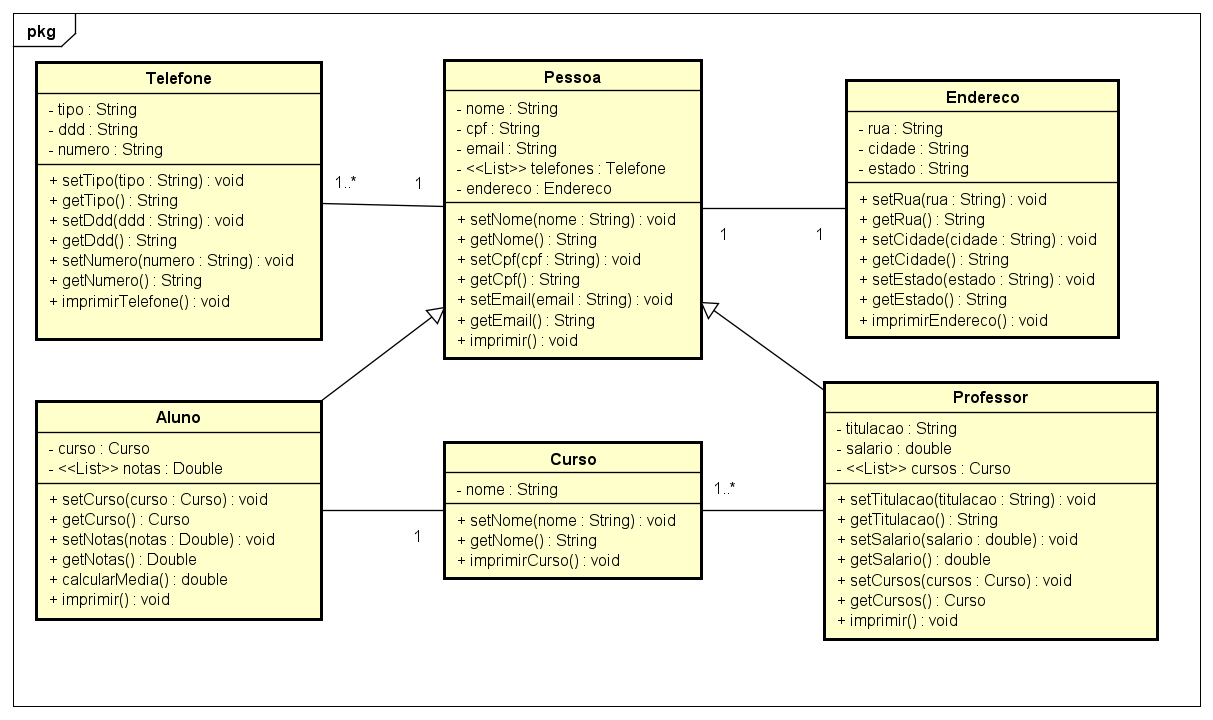 pkg
Telefone
- tipo : String
- ddd : String
- numero : String
+ setTipo(tipo : String) : void
+ getTipo() : String
+ setDdd(ddd : String) : void
+ getDdd() : String
+ setNumero(numero : String) : void
+ getNumero() : String
+ imprimirTelefone() : void
1..*
1
Pessoa
- nome : String
- cpf : String
- email : String
- <<List>> telefones : Telefone
- endereco : Endereco
+ setNome(nome : String) : void
+ getNome() : String
+ setCpf(cpf : String) : void
+ getCpf() : String
+ setEmail(email : String) : void
+ getEmail() : String
+ imprimir() : void
1
1
Endereco
- rua : String
- cidade : String
- estado : String
+ setRua(rua : String) : void
+ getRua() : String
+ setCidade(cidade : String) : void
+ getCidade() : String
+ setEstado(estado : String) : void
+ getEstado() : String
+ imprimirEndereco() : void
Aluno
- curso : Curso
- <<List>> notas : Double
+ setCurso(curso : Curso) : void
+ getCurso() : Curso
+ setNotas(notas : Double) : void
+ getNotas() : Double
+ calcularMedia() : double
+ imprimir() : void
1
Curso
- nome : String
+ setNome(nome : String) : void
+ getNome() : String
+ imprimirCurso() : void
1..*
Professor
- titulacao : String
- salario : double
- <<List>> cursos : Curso
+ setTitulacao(titulacao : String) : void
+ getTitulacao() : String
+ setSalario(salario : double) : void
+ getSalario() : double
+ setCursos(cursos : Curso) : void
+ getCursos() : Curso
+ imprimir() : void